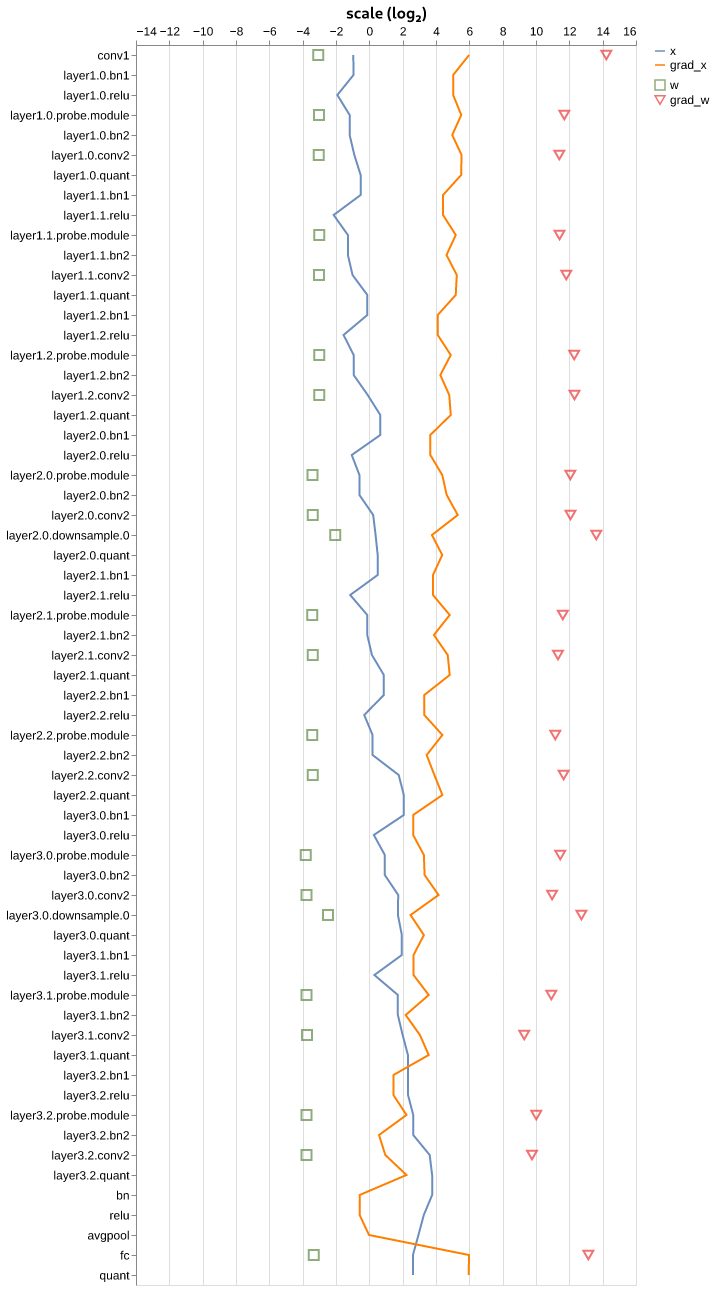 scale (log₂)
−14 −12 −10 −8 −6 −4 −2 0 2 4 6 8 10 12 14 16
x
grad_x
w
grad_w
conv1
layer1.0.bn1
layer1.0.relu
layer1.0.probe.module
layer1.0.bn2
layer1.0.conv2
layer1.0.quant
layer1.1.bn1
layer1.1.relu
layer1.1.probe.module
layer1.1.bn2
layer1.1.conv2
layer1.1.quant
layer1.2.bn1
layer1.2.relu
layer1.2.probe.module
layer1.2.bn2
layer1.2.conv2
layer1.2.quant
layer2.0.bn1
layer2.0.relu
layer2.0.probe.module
layer2.0.bn2
layer2.0.conv2
layer2.0.downsample.0
layer2.0.quant
layer2.1.bn1
layer2.1.relu
layer2.1.probe.module
layer2.1.bn2
layer2.1.conv2
layer2.1.quant
layer2.2.bn1
layer2.2.relu
layer2.2.probe.module
layer2.2.bn2
layer2.2.conv2
layer2.2.quant
layer3.0.bn1
layer3.0.relu
layer3.0.probe.module
layer3.0.bn2
layer3.0.conv2
layer3.0.downsample.0
layer3.0.quant
layer3.1.bn1
layer3.1.relu
layer3.1.probe.module
layer3.1.bn2
layer3.1.conv2
layer3.1.quant
layer3.2.bn1
layer3.2.relu
layer3.2.probe.module
layer3.2.bn2
layer3.2.conv2
layer3.2.quant
bn
relu
avgpool
fc
quant